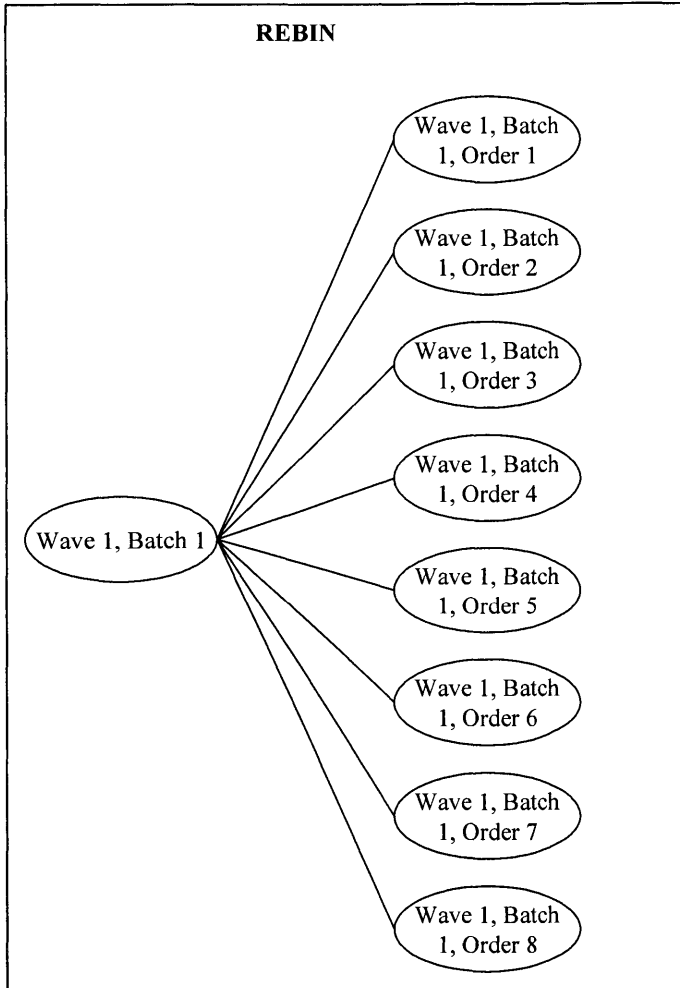 REBIN
Wave 1, Batch
1, Order 1
Wave 1, Batch
1, Order 2
Wave 1, Batch
1, Order 3
Wave 1, Batch
1, Order 4
Wave 1, Batch 1
Wave 1, Batch
1, Order 5
Wave 1, Batch
1, Order 6
Wave 1, Batch
1, Order 7
Wave 1, Batch
1, Order 8